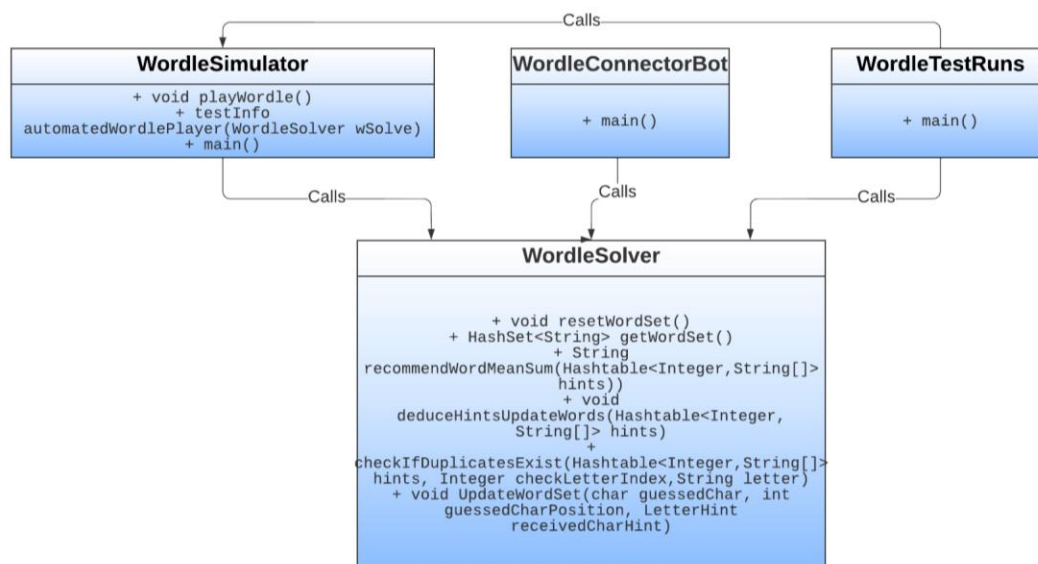 Calls
WordleSimulator
+ void playWordle()
+ testInfo
automatedWordlePlayer(WordleSolver wSolve)
+ main()
WordleConnectorBot
+ main()
WordleTestRuns
+ main()
Calls
Calls
Calls
WordleSolver
+ void resetWordSet()
+ HashSet<String> getWordSet()
+ String
recommendWordMeanSum(Hashtable<Integer,String[]>
hints))
+ void
deduceHintsUpdateWords(Hashtable<Integer,
String[]> hints)
+
checkIfDuplicatesExist(Hashtable<Integer,String[]>
hints, Integer checkLetterIndex,String letter)
+ void UpdateWordSet(char guessedChar, int
guessedCharPosition, LetterHint
receivedCharHint)